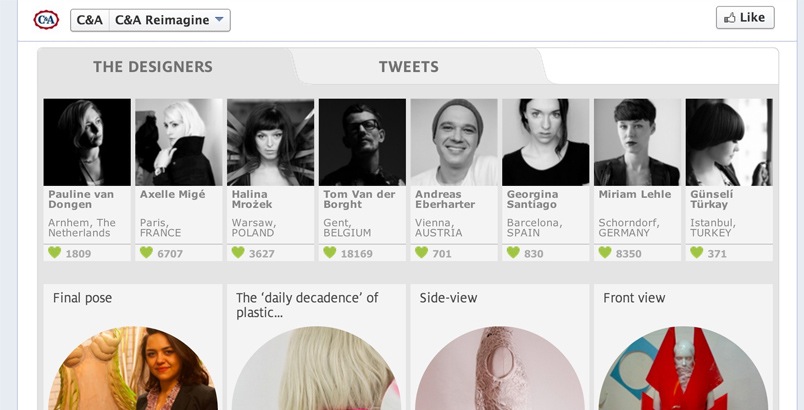 C&A
C&A
C&A Reimagine
Like
THE DESIGNERS
TWEETS
Pauline van
Dongen
Arnhem, The
Netherlands
1809
Axelle Migé
Paris,
FRANCE
6707
Halina
Mrożek
Warsaw,
POLAND
3627
Tom Van der
Borght
Gent,
BELGIUM
18169
Andreas
Eberharter
Vienna,
AUSTRIA
701
Georgina
Santiago
Barcelona,
SPAIN
830
Miriam Lehle
Schorndorf,
GERMANY
8350
Günseli
Türkay
Istanbul,
TURKEY
371
Final pose
The ‘daily decadence’ of
plastic...
Side-view
Front view